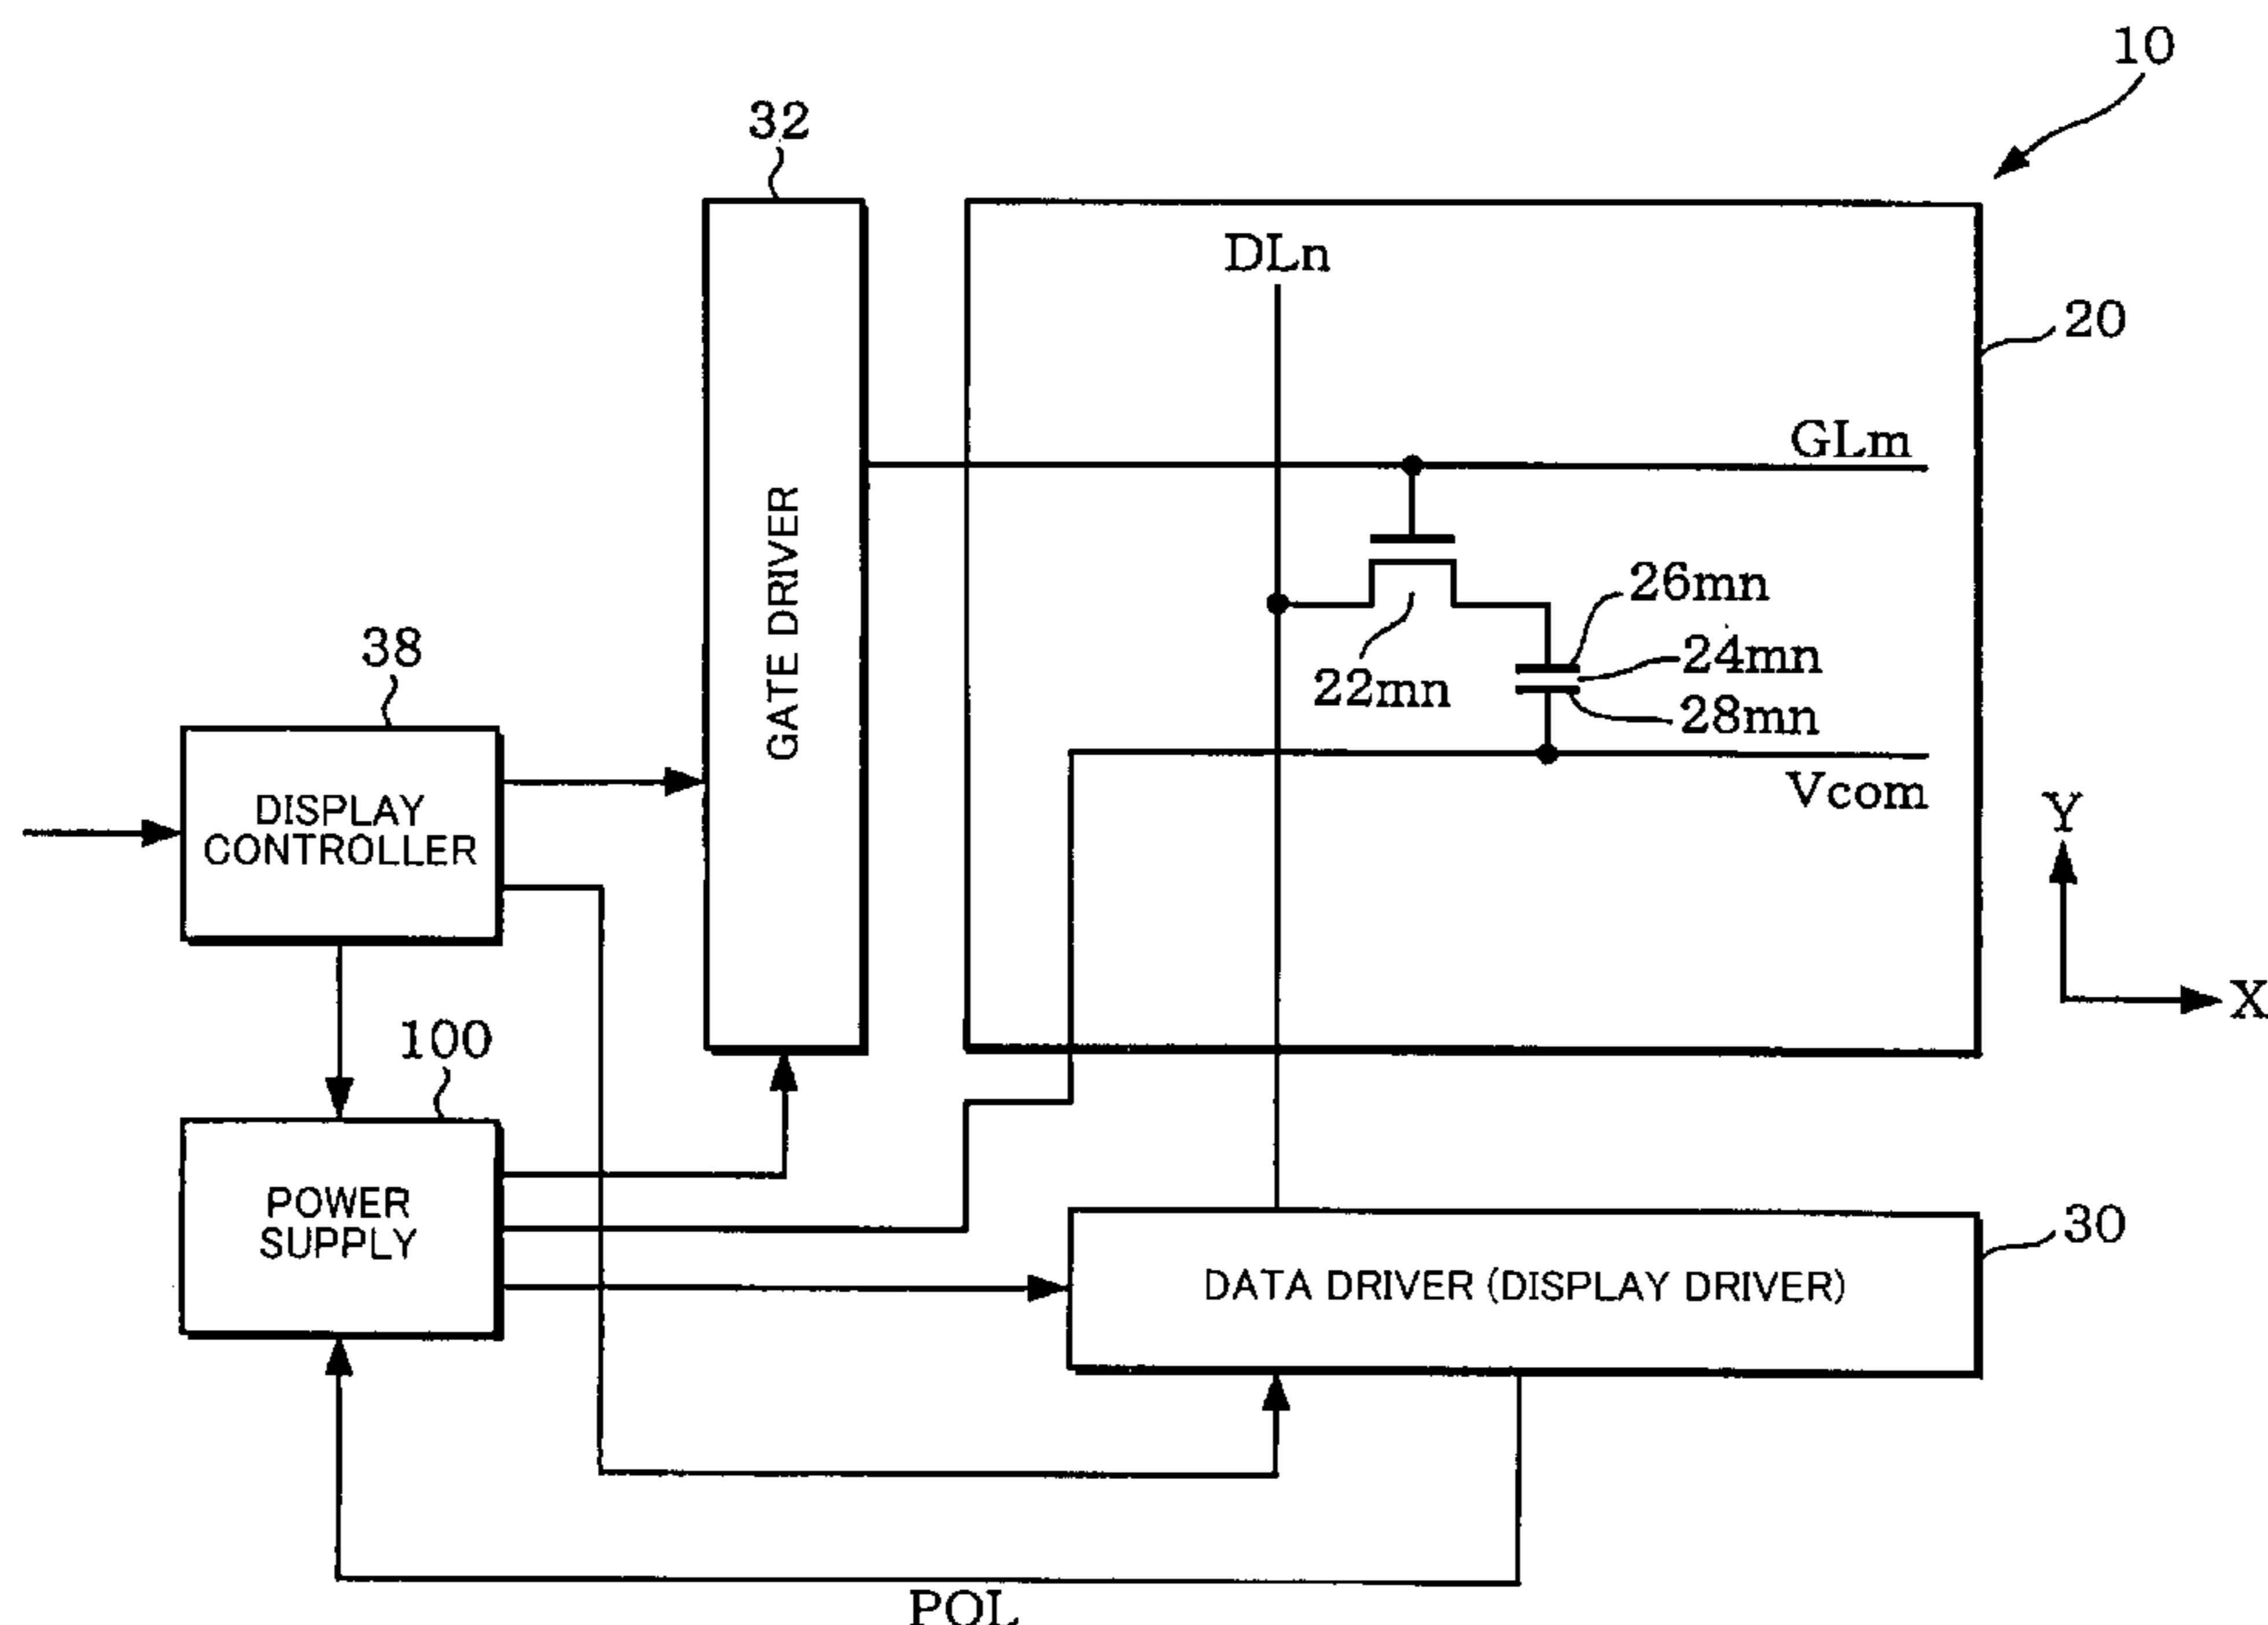 10
32
DLn
20
GLm
GATE DRIVER
26mn
24mn
22mn
28mn
38
Vcom
DISPLAY
CONTROLLER
Y
X
100
POWER
SUPPLY
30
DATA DRIVER (DISPLAY DRIVER)
POL